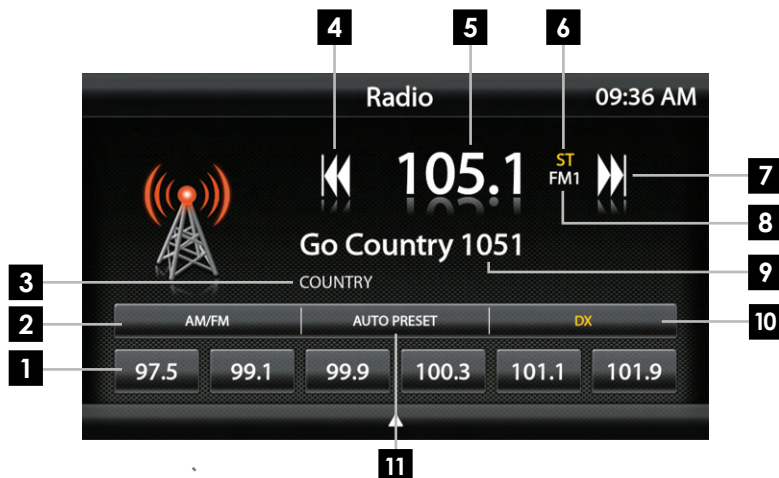 4 5 6
Radio 09:36 AM
105.1 ST
FM1
7
8
Go Country 1051
9
3 COUNTRY
2 AM/FM AUTO PRESET DX 10
1 97.5 99.1 99.9 100.3 101.1 101.9
11